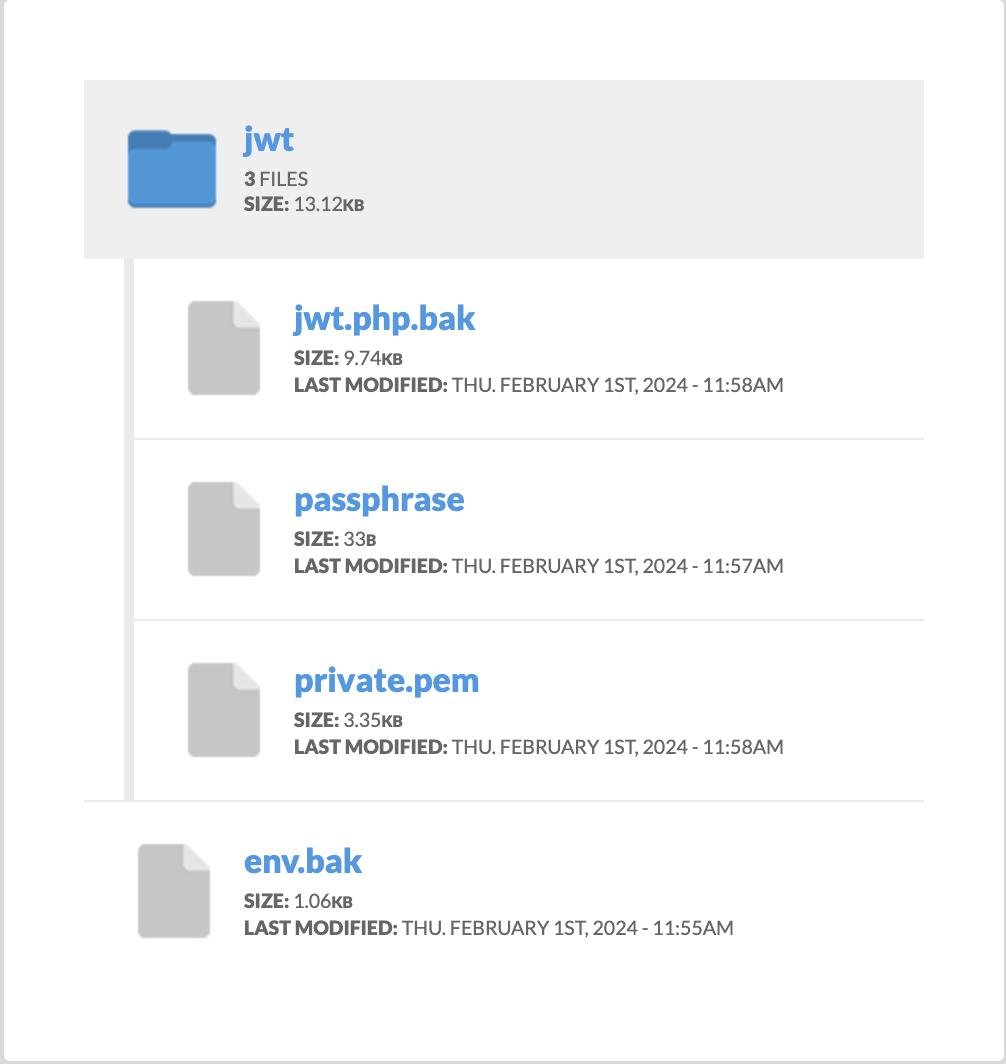 jwt
3 FILES
SIZE: 13.12KB
jwt.php.bak
SIZE: 9.74KB
LAST MODIFIED: THU. FEBRUARY 1ST, 2024 - 11:58AM
passphrase
SIZE: 33B
LAST MODIFIED: THU. FEBRUARY 1ST, 2024 - 11:57AM
private.pem
SIZE: 3.35KB
LAST MODIFIED: THU. FEBRUARY 1ST, 2024 - 11:58AM
env.bak
SIZE: 1.06KB
LAST MODIFIED: THU. FEBRUARY 1ST, 2024 - 11:55AM